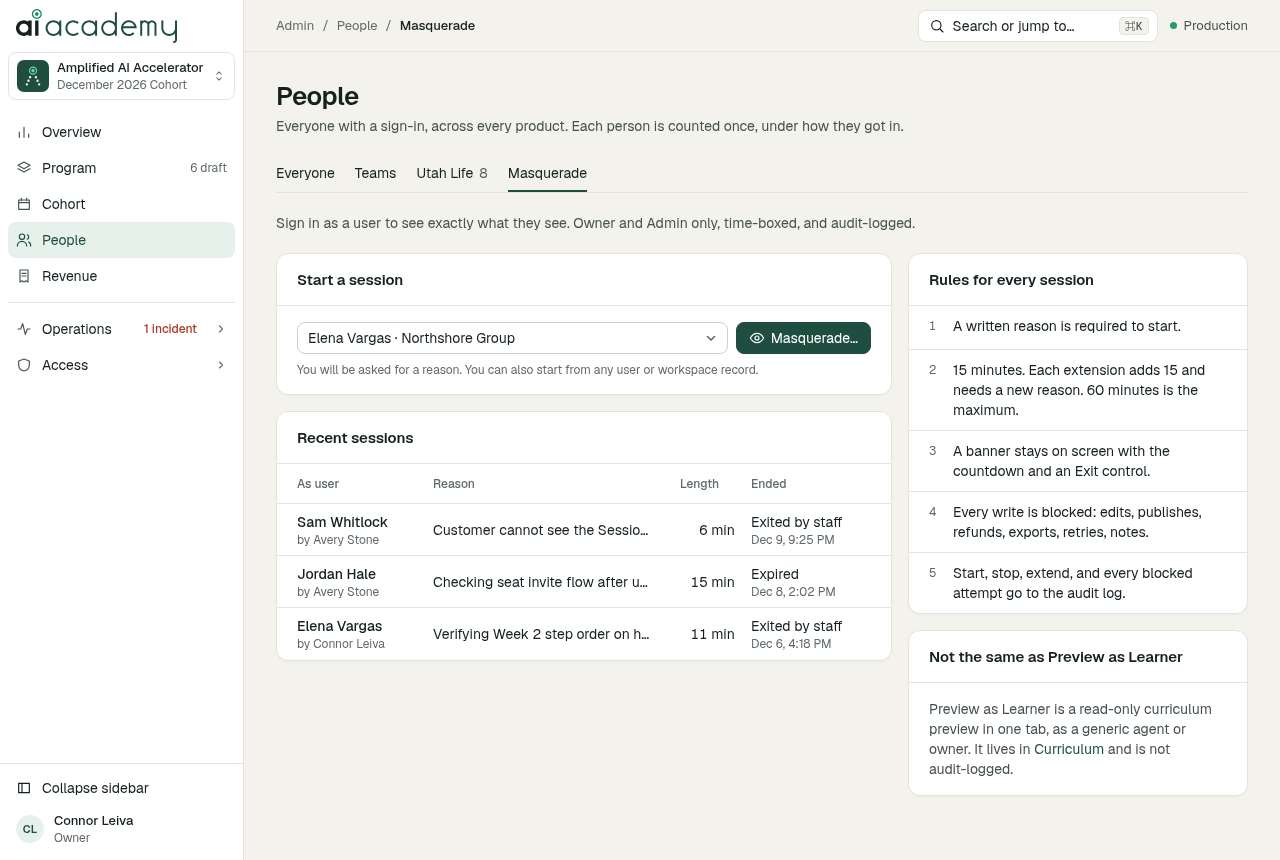 ai academy
Amplified AI Accelerator
December 2026 Cohort
Overview
Program
6 draft
Cohort
People
Revenue
Operations
1 incident
Access
Collapse sidebar
CL
Connor Leiva
Owner
Admin / People / Masquerade
Search or jump to…
⌘K
Production
People
Everyone with a sign-in, across every product. Each person is counted once, under how they got in.
Everyone
Teams
Utah Life 8
Masquerade
Sign in as a user to see exactly what they see. Owner and Admin only, time-boxed, and audit-logged.
Start a session
Elena Vargas · Northshore Group
Masquerade…
You will be asked for a reason. You can also start from any user or workspace record.
Recent sessions
As user Reason Length Ended
Sam Whitlock
by Avery Stone
Customer cannot see the Sessio…
6 min
Exited by staff
Dec 9, 9:25 PM
Jordan Hale
by Avery Stone
Checking seat invite flow after u…
15 min
Expired
Dec 8, 2:02 PM
Elena Vargas
by Connor Leiva
Verifying Week 2 step order on h…
11 min
Exited by staff
Dec 6, 4:18 PM
Rules for every session
1 A written reason is required to start.
2 15 minutes. Each extension adds 15 and
needs a new reason. 60 minutes is the
maximum.
3 A banner stays on screen with the
countdown and an Exit control.
4 Every write is blocked: edits, publishes,
refunds, exports, retries, notes.
5 Start, stop, extend, and every blocked
attempt go to the audit log.
Not the same as Preview as Learner
Preview as Learner is a read-only curriculum
preview in one tab, as a generic agent or
owner. It lives in Curriculum and is not
audit-logged.